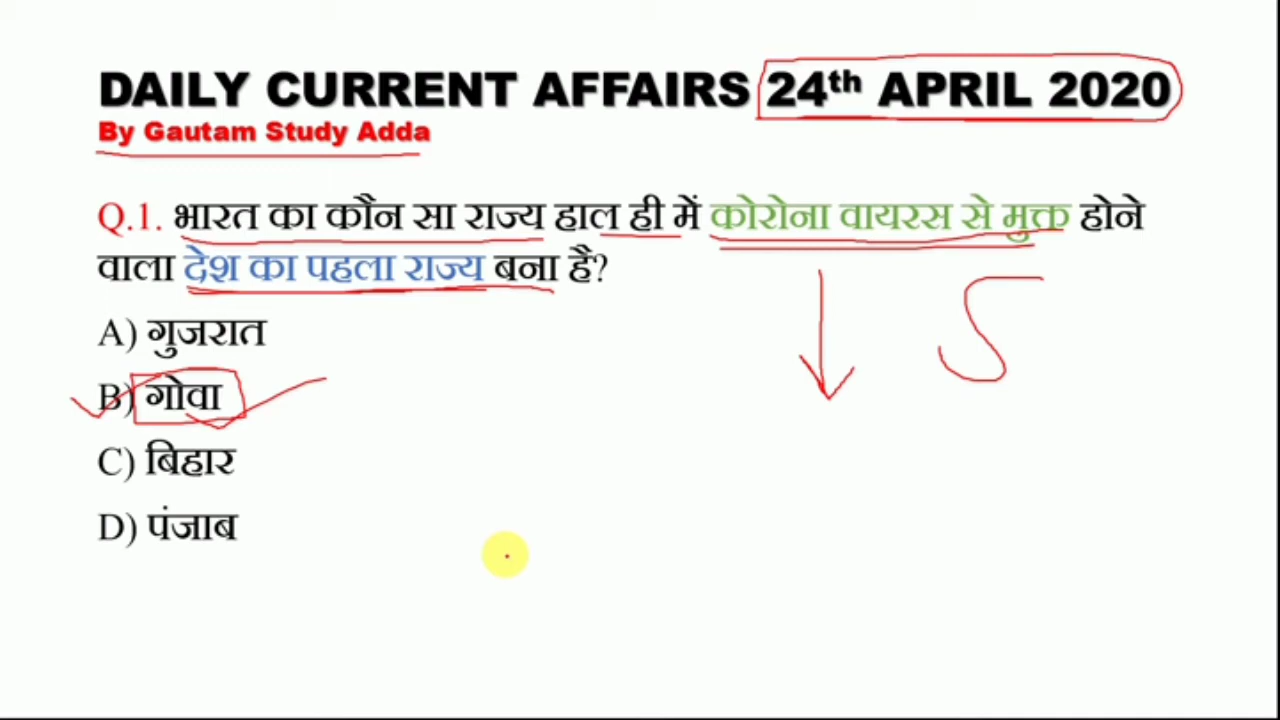 DAILY CURRENT AFFAIRS 24th APRIL 2020
By Gautam Study Adda
Q.1. भारत का कौन सा राज्य हाल ही में कोरोना वायरस से मुक्त होने
वाला देश का पहला राज्य बना है?
A) गुजरात
B) गोवा
C) बिहार
D) पंजाब